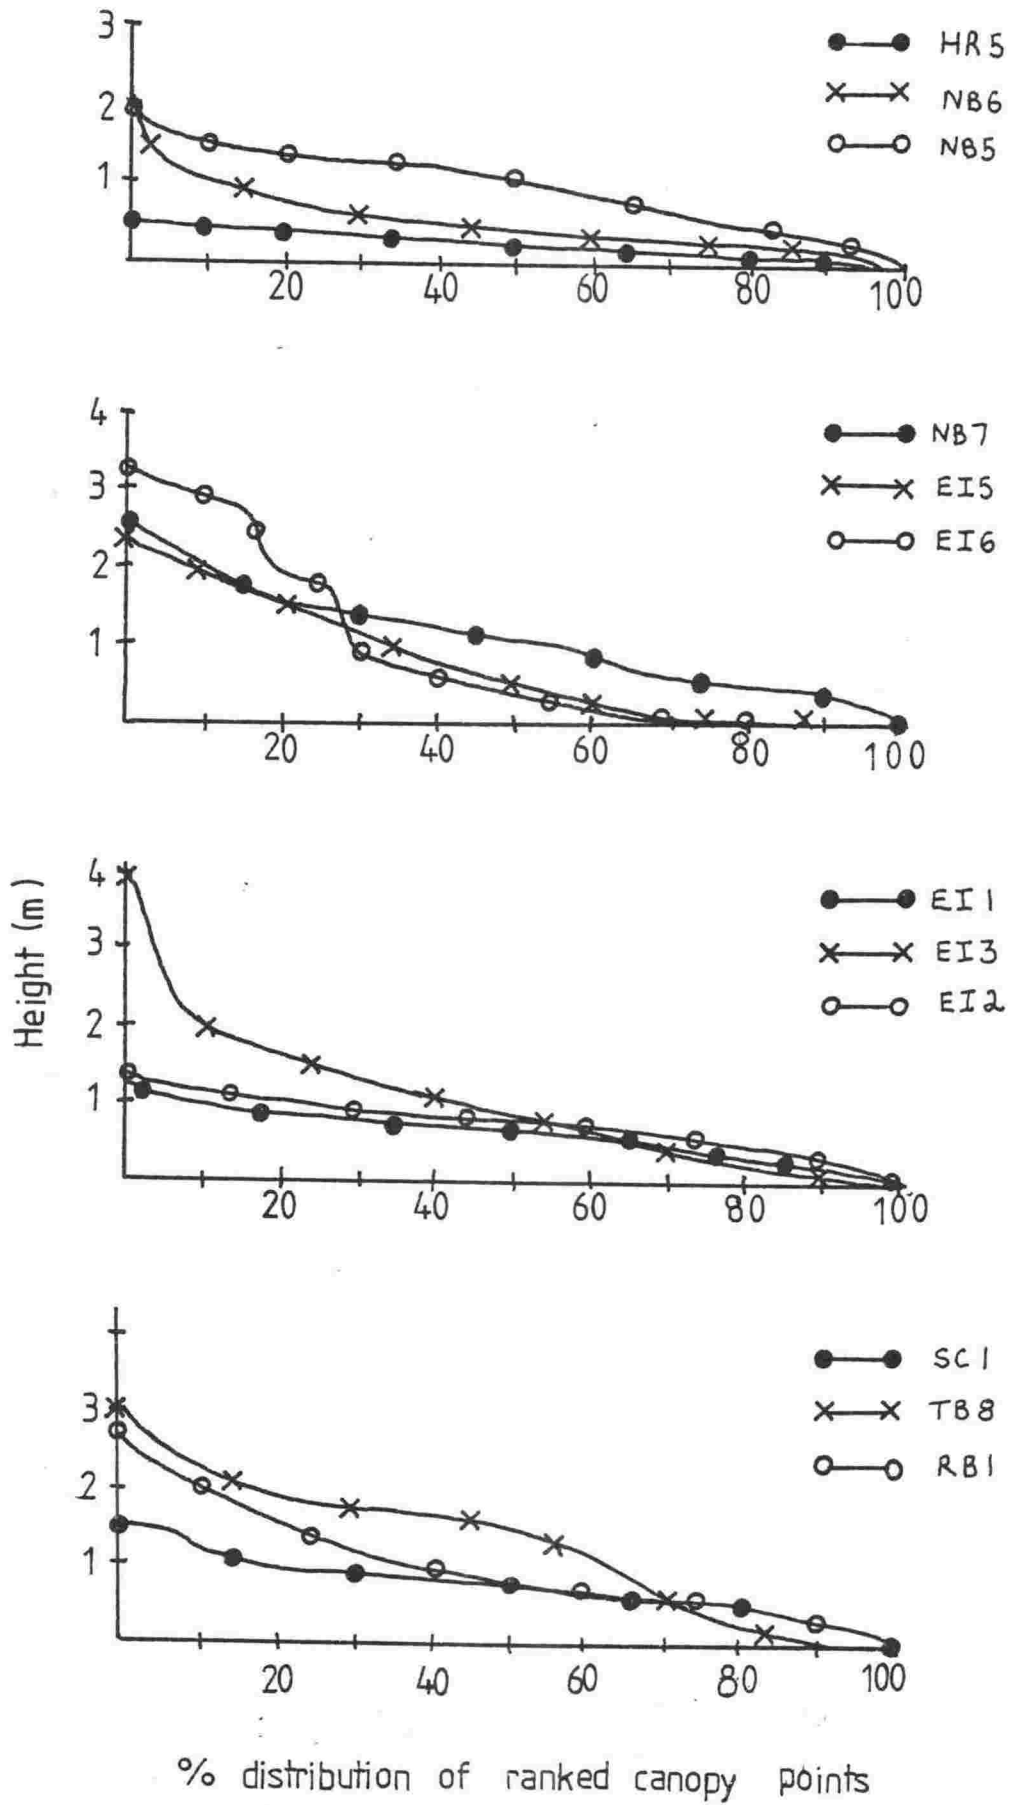 3
2
1
20 40 60 80 100
HR5
NB6
NB5
4
3
2
1
20 40 60 80 100
NB7
EI5
EI6
Height (m)
4
3
2
1
20 40 60 80 100
EI1
EI3
EI2
3
2
1
20 40 60 80 100
SC1
TB8
RB1
% distribution of ranked canopy points